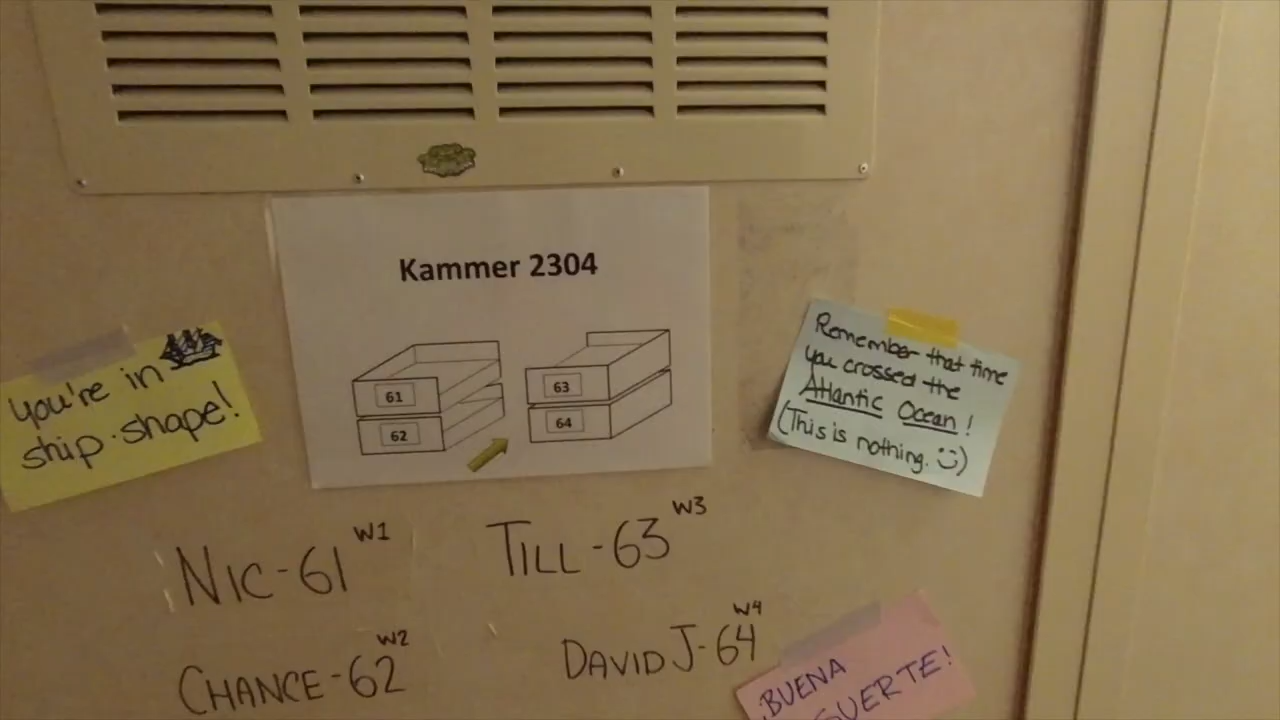 Kammer 2304
61
62
63
64
you're in
ship-shape!
Remember that time
you crossed the
Atlantic Ocean!
(This is nothing. :))
NIC-61 W1
TILL-63 W3
CHANCE-62 W2
DAVID J-64 W4
¡BUENA
SUERTE!